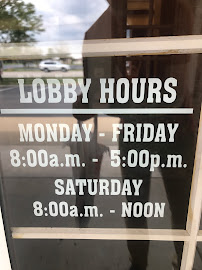 LOBBY HOURS
MONDAY - FRIDAY
8:00a.m. - 5:00p.m.
SATURDAY
8:00a.m. - NOON